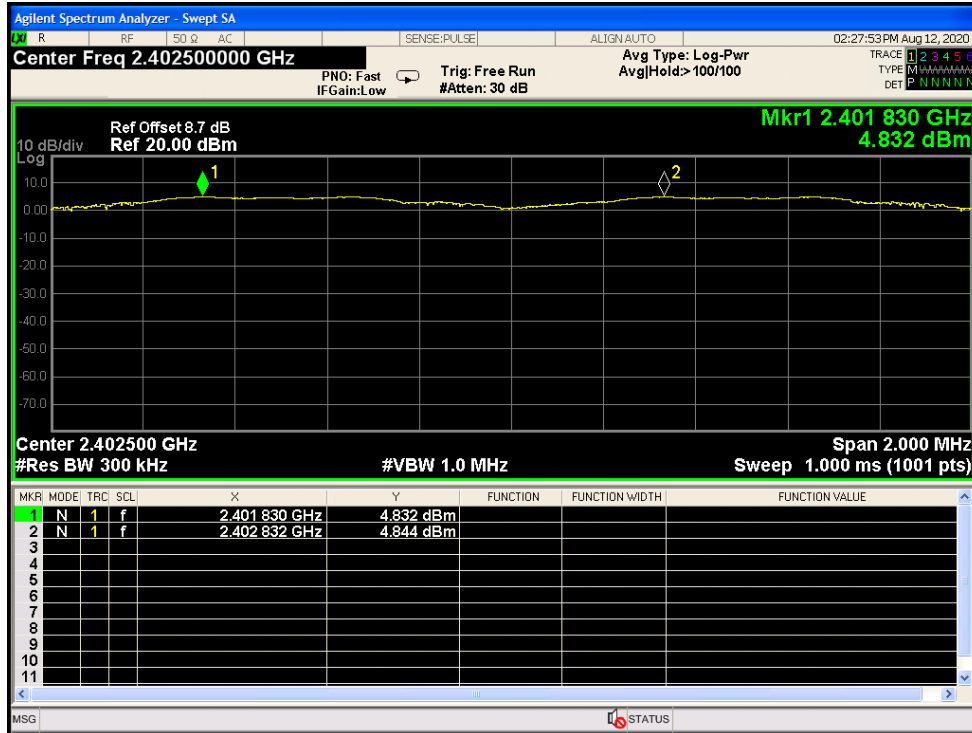 Agilent Spectrum Analyzer - Swept SA
LXI R RF 50 Ω AC SENSE:PULSE ALIGN AUTO 02:27:53 PM Aug 12, 2020
Center Freq 2.402500000 GHz
PNO: Fast
IFGain:Low
Trig: Free Run
#Atten: 30 dB
Avg Type: Log-Pwr
Avg|Hold:>100/100
TRACE 1 2 3 4 5 6
TYPE M
DET P N N N N N
Ref Offset 8.7 dB
10 dB/div Ref 20.00 dBm
Log
Mkr1 2.401 830 GHz
4.832 dBm
1
2
10.0
0.00
-10.0
-20.0
-30.0
-40.0
-50.0
-60.0
-70.0
Center 2.402500 GHz Span 2.000 MHz
#Res BW 300 kHz #VBW 1.0 MHz Sweep 1.000 ms (1001 pts)
MKR MODE TRC SCL X Y FUNCTION FUNCTION WIDTH FUNCTION VALUE
1 N 1 f 2.401 830 GHz 4.832 dBm
2 N 1 f 2.402 832 GHz 4.844 dBm
3
4
5
6
7
8
9
10
11
MSG STATUS